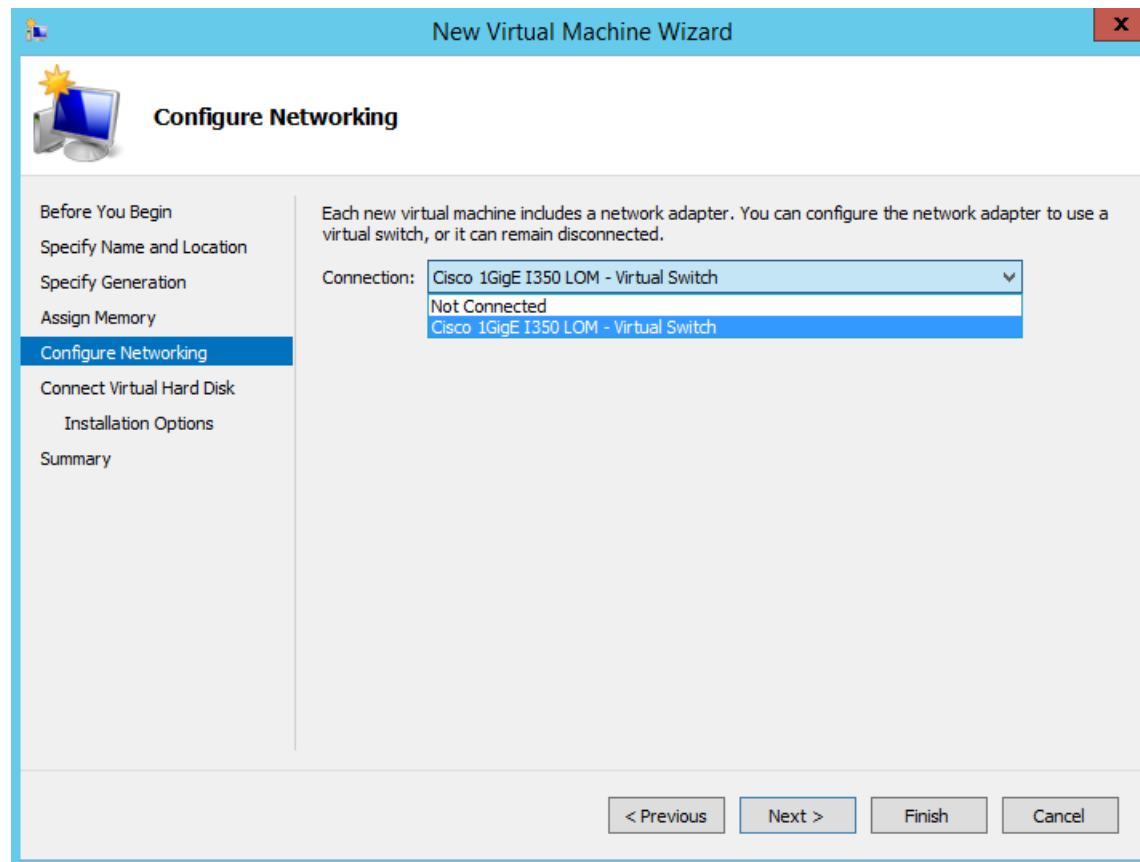 New Virtual Machine Wizard
x
Configure Networking
Before You Begin
Specify Name and Location
Specify Generation
Assign Memory
Configure Networking
Connect Virtual Hard Disk
Installation Options
Summary
Each new virtual machine includes a network adapter. You can configure the network adapter to use a
virtual switch, or it can remain disconnected.
Connection: Cisco 1GigE I350 LOM - Virtual Switch
Not Connected
Cisco 1GigE I350 LOM - Virtual Switch
< Previous Next > Finish Cancel